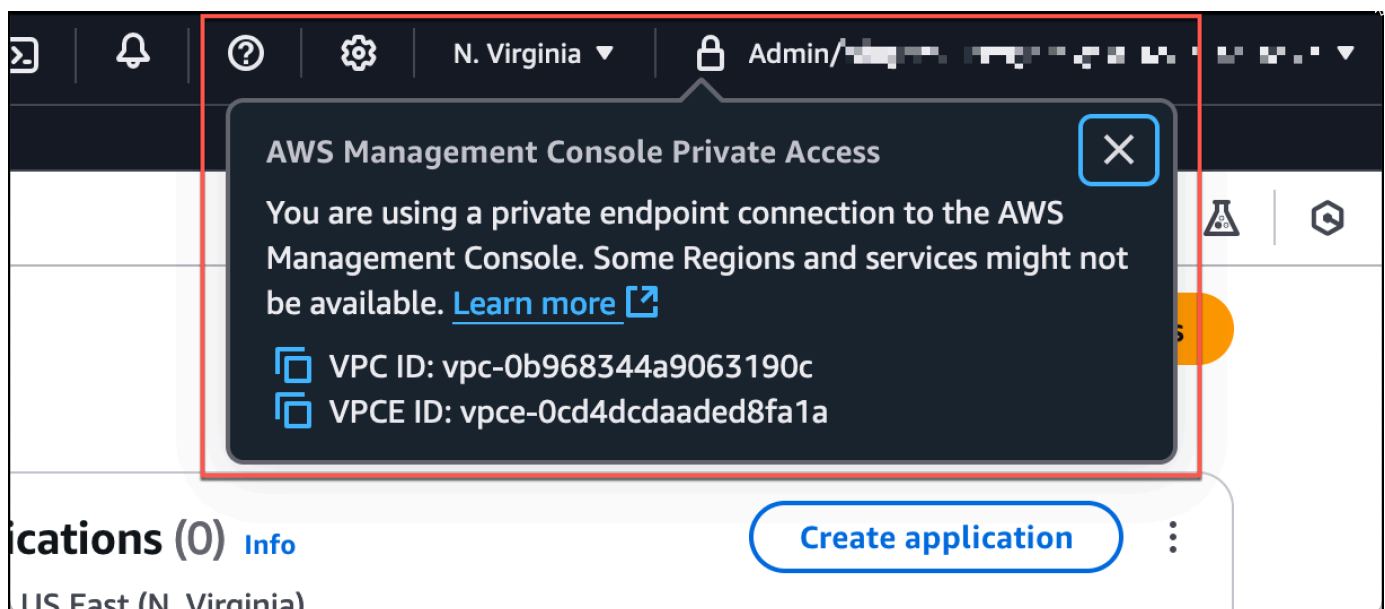 N. Virginia
Admin/
AWS Management Console Private Access
You are using a private endpoint connection to the AWS
Management Console. Some Regions and services might not
be available. Learn more
VPC ID: vpc-0b968344a9063190c
VPCE ID: vpce-0cd4dcdaaded8fa1a
s
ications (0) Info
Create application
US East (N. Virginia)